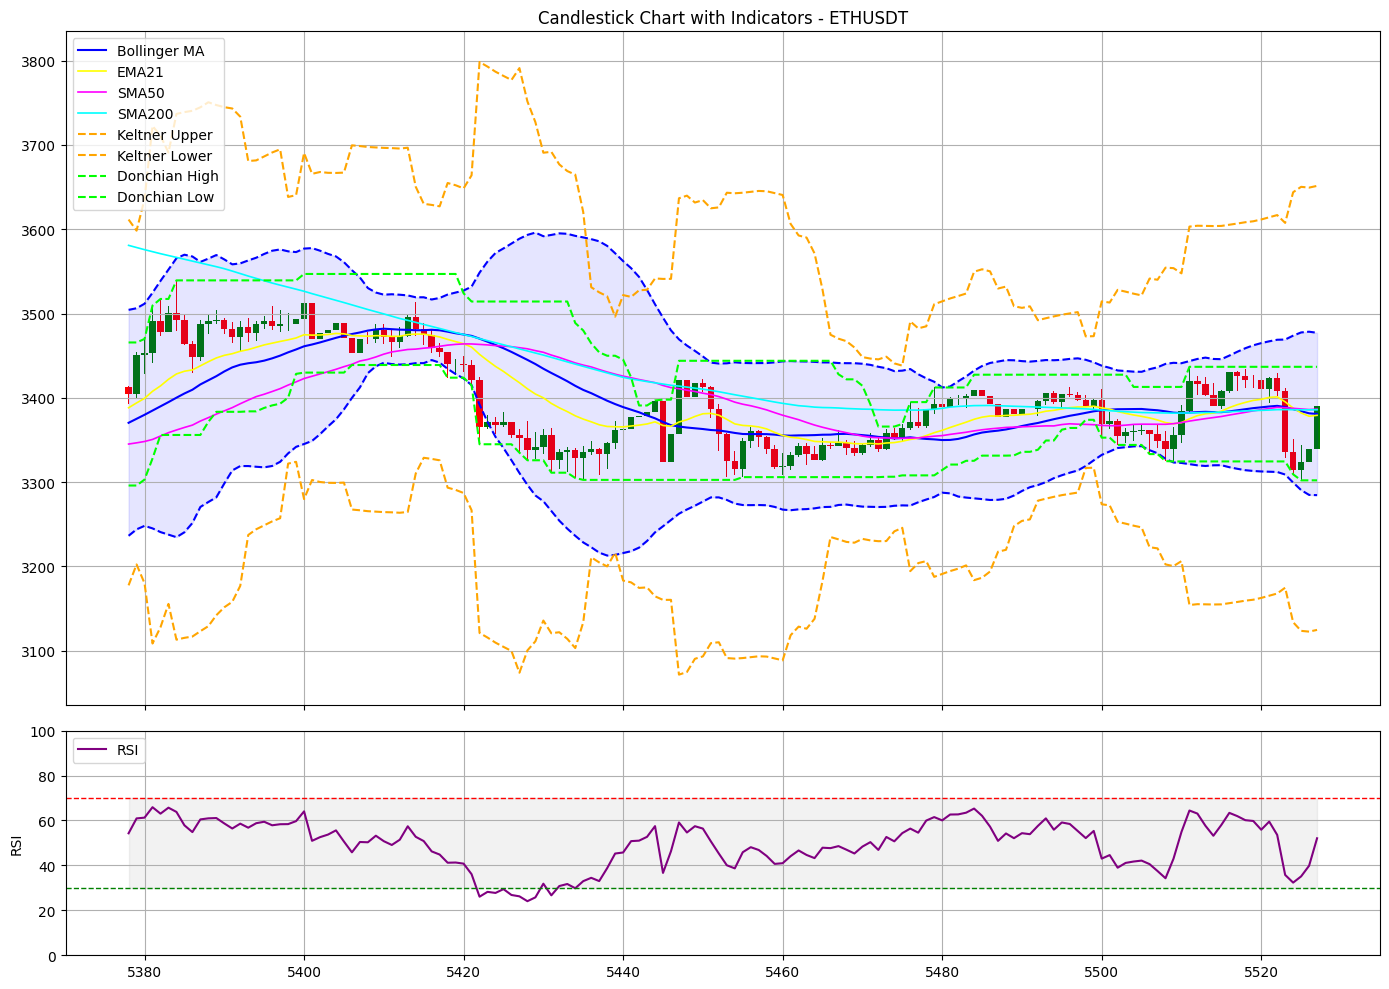 Candlestick Chart with Indicators - ETHUSDT
Bollinger MA
EMA21
SMA50
SMA200
Keltner Upper
Keltner Lower
Donchian High
Donchian Low
3800
3700
3600
3500
3400
3300
3200
3100
RSI
RSI
100
80
60
40
20
0
5380 5400 5420 5440 5460 5480 5500 5520